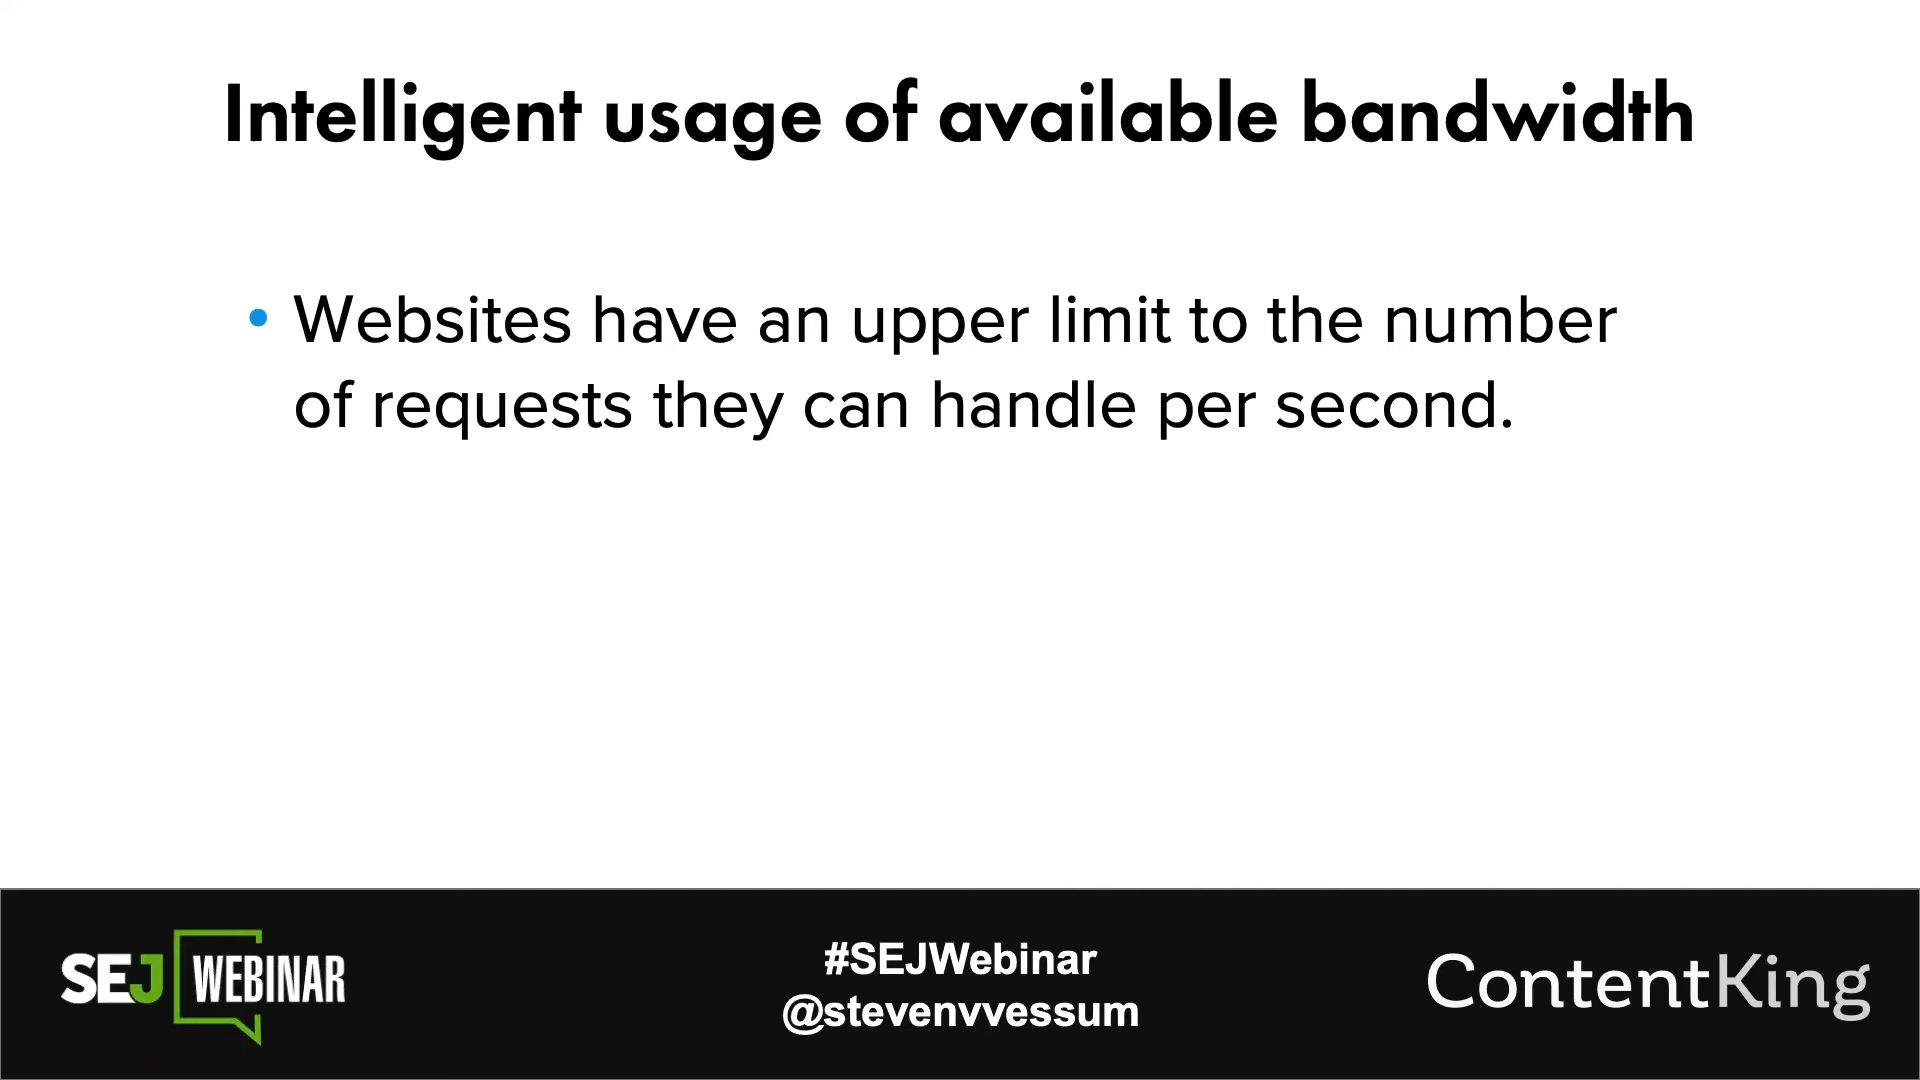 Intelligent usage of available bandwidth
• Websites have an upper limit to the number
of requests they can handle per second.
SEJ WEBINAR
#SEJWebinar
@stevenvvessum
ContentKing